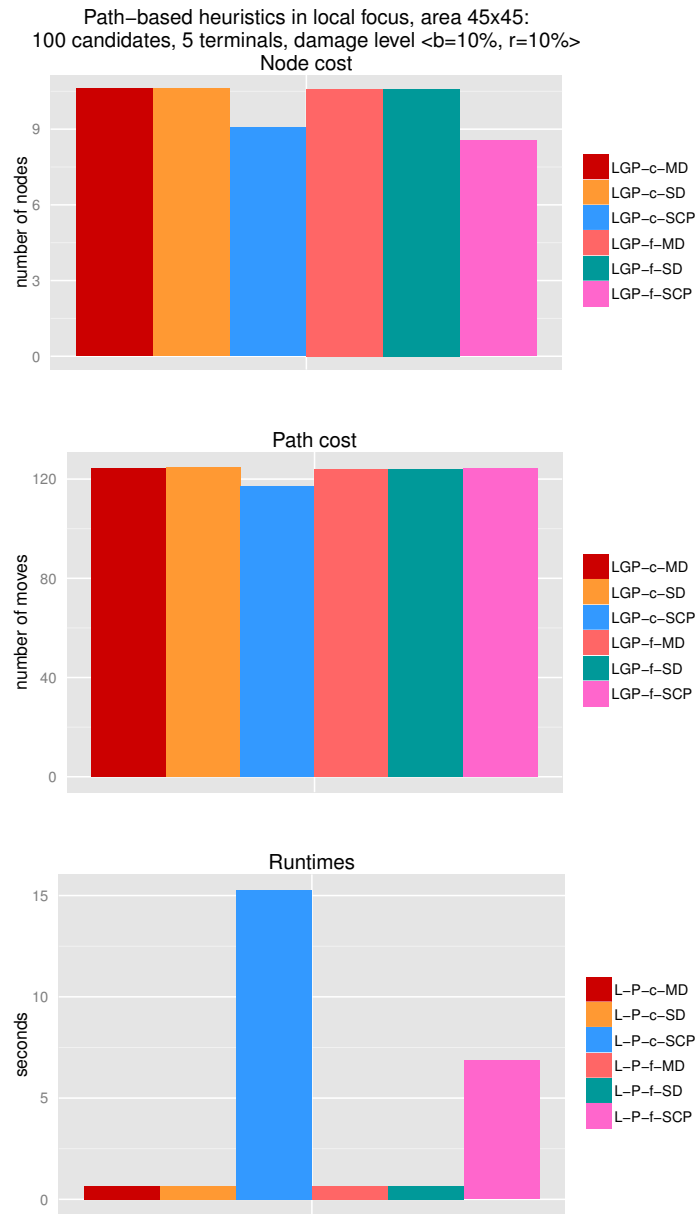 Path−based heuristics in local focus, area 45x45:
100 candidates, 5 terminals, damage level <b=10%, r=10%>
Node cost
number of nodes
9
6
3
0
LGP−c−MD
LGP−c−SD
LGP−c−SCP
LGP−f−MD
LGP−f−SD
LGP−f−SCP
Path cost
number of moves
120
80
40
0
LGP−c−MD
LGP−c−SD
LGP−c−SCP
LGP−f−MD
LGP−f−SD
LGP−f−SCP
Runtimes
seconds
15
10
5
0
L−P−c−MD
L−P−c−SD
L−P−c−SCP
L−P−f−MD
L−P−f−SD
L−P−f−SCP